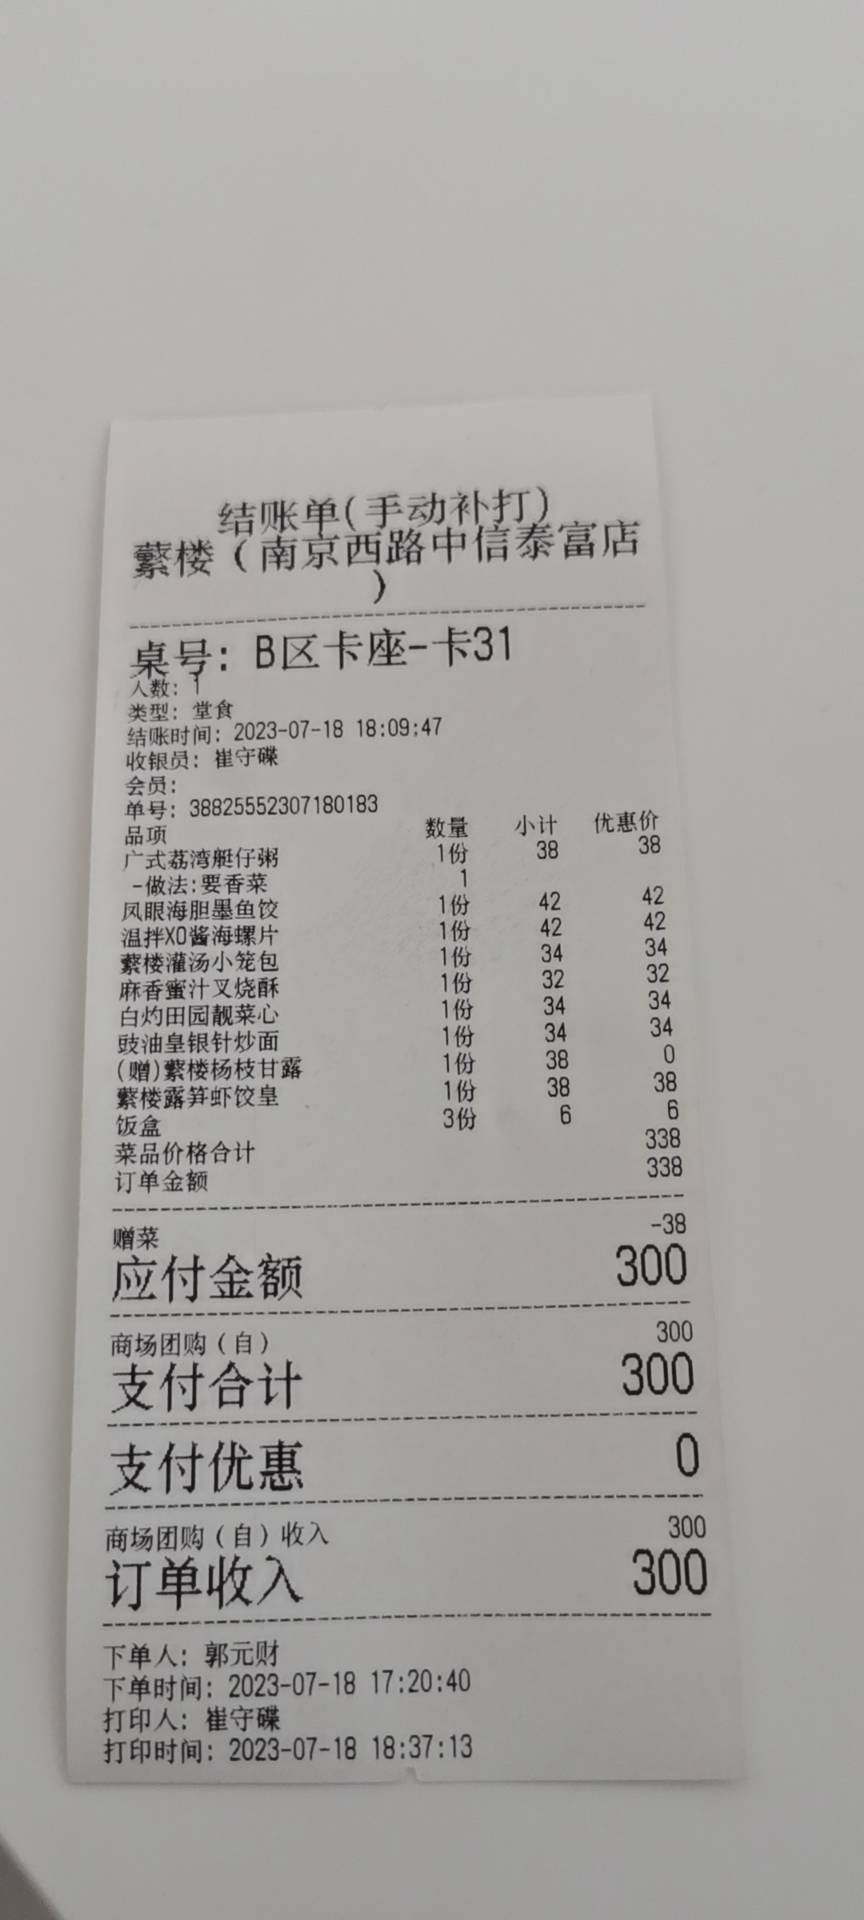 结账单(手动补打)
蘩楼（南京西路中信泰富店
）
桌号: B区卡座-卡31
人数: 1
类型: 堂食
结账时间: 2023-07-18 18:09:47
收银员: 崔守碟
会员:
单号: 38825552307180183
品项 数量 小计 优惠价
广式荔湾艇仔粥 1份 38 38
-做法:要香菜 1
凤眼海胆墨鱼饺 1份 42 42
温拌XO酱海螺片 1份 42 42
蘩楼灌汤小笼包 1份 34 34
麻香蜜汁叉烧酥 1份 32 32
白灼田园靓菜心 1份 34 34
豉油皇银针炒面 1份 34 34
(赠)蘩楼杨枝甘露 1份 38 0
蘩楼露笋虾饺皇 1份 38 38
饭盒 3份 6 6
菜品价格合计 338
订单金额 338
赠菜 -38
应付金额 300
商场团购（自） 300
支付合计 300
支付优惠 0
商场团购（自）收入 300
订单收入 300
下单人: 郭元财
下单时间: 2023-07-18 17:20:40
打印人: 崔守碟
打印时间: 2023-07-18 18:37:13